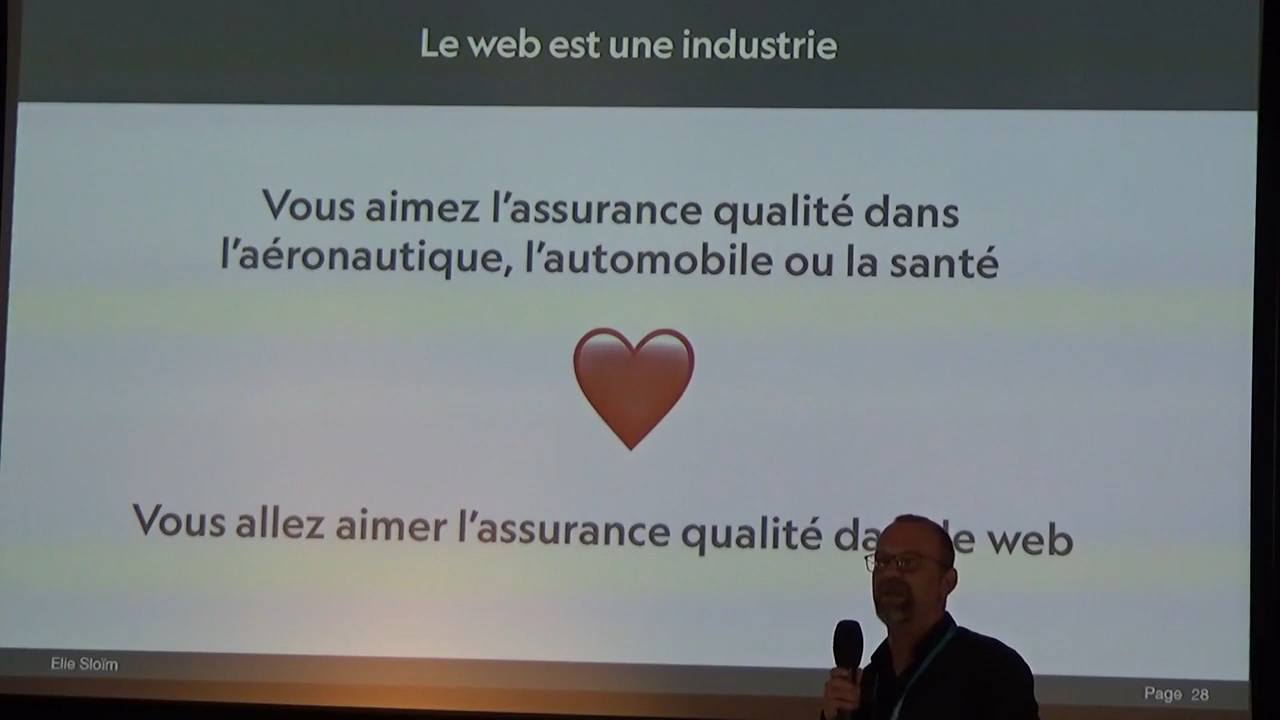 Le web est une industrie
Vous aimez l'assurance qualité dans
l'aéronautique, l'automobile ou la santé
Vous allez aimer l'assurance qualité da e web
Elie Sloïm
Page 28